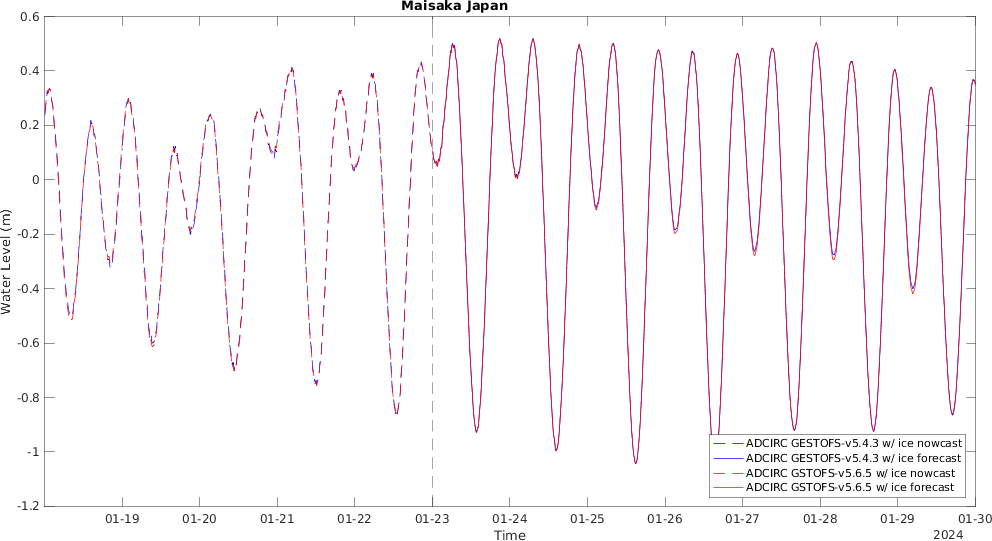 Maisaka Japan
0.6
0.4
0.2
0
-0.2
-0.4
-0.6
-0.8
-1
-1.2
Water Level (m)
ADCIRC GESTOFS-v5.4.3 w/ ice nowcast
ADCIRC GESTOFS-v5.4.3 w/ ice forecast
ADCIRC GSTOFS-v5.6.5 w/ ice nowcast
ADCIRC GSTOFS-v5.6.5 w/ ice forecast
01-19 01-20 01-21 01-22 01-23 01-24 01-25 01-26 01-27 01-28 01-29 01-30
Time
2024